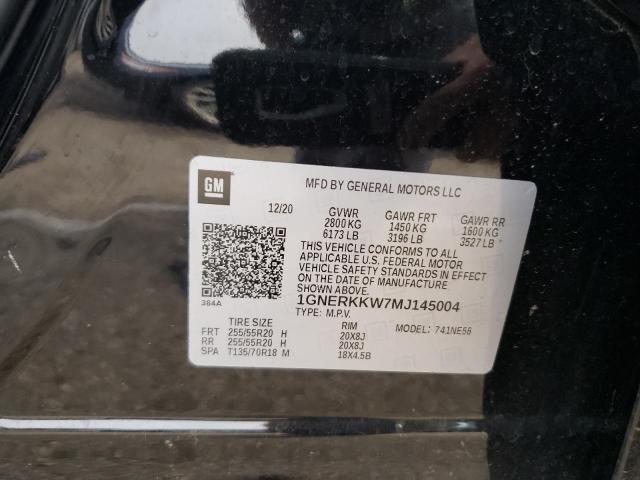 GM
MFD BY GENERAL MOTORS LLC
12/20 GVWR GAWR FRT GAWR RR
2800 KG 1450 KG 1600 KG
6173 LB 3196 LB 3527 LB
THIS VEHICLE CONFORMS TO ALL
APPLICABLE U.S. FEDERAL MOTOR
VEHICLE SAFETY STANDARDS IN EFFECT
ON THE DATE OF MANUFACTURE
SHOWN ABOVE.
384A 1GNERKKW7MJ145004
TYPE: M.P.V.
TIRE SIZE RIM MODEL: 741NE56
FRT 255/55R20 H 20X8J
RR 255/55R20 H 20X8J
SPA T135/70R18 M 18X4.5B